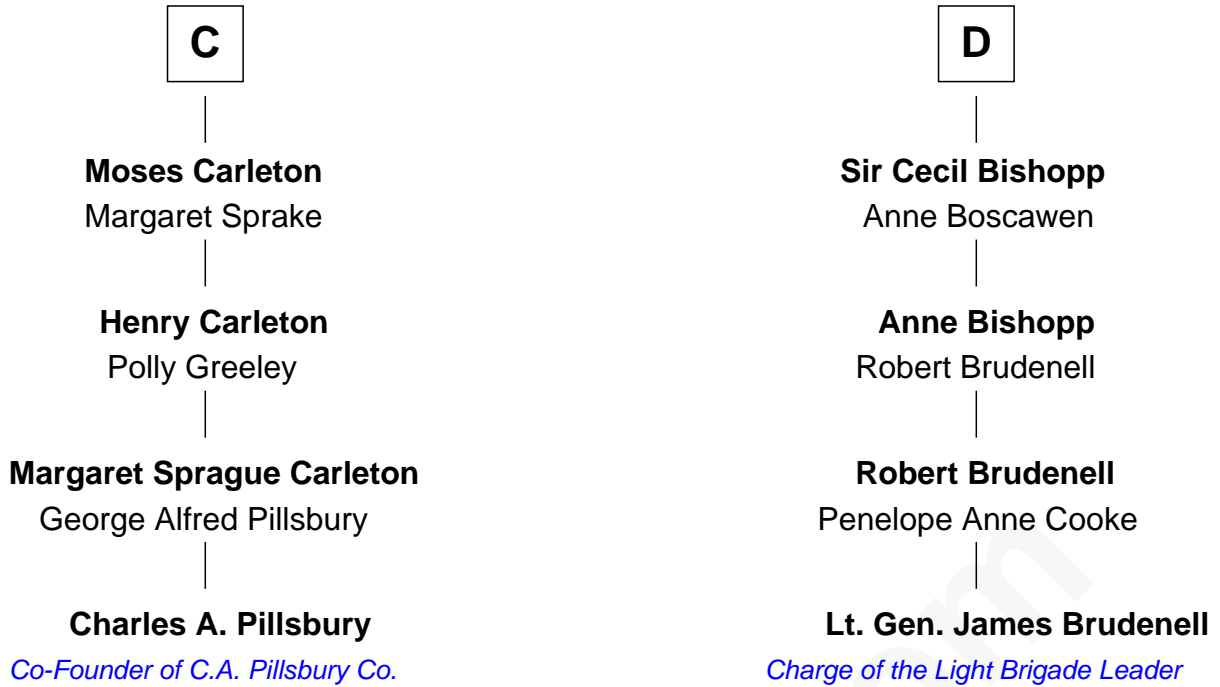 C
Moses Carleton
Margaret Sprake
Henry Carleton
Polly Greeley
Margaret Sprague Carleton
George Alfred Pillsbury
Charles A. Pillsbury
Co-Founder of C.A. Pillsbury Co.
D
Sir Cecil Bishopp
Anne Boscawen
Anne Bishopp
Robert Brudenell
Robert Brudenell
Penelope Anne Cooke
Lt. Gen. James Brudenell
Charge of the Light Brigade Leader